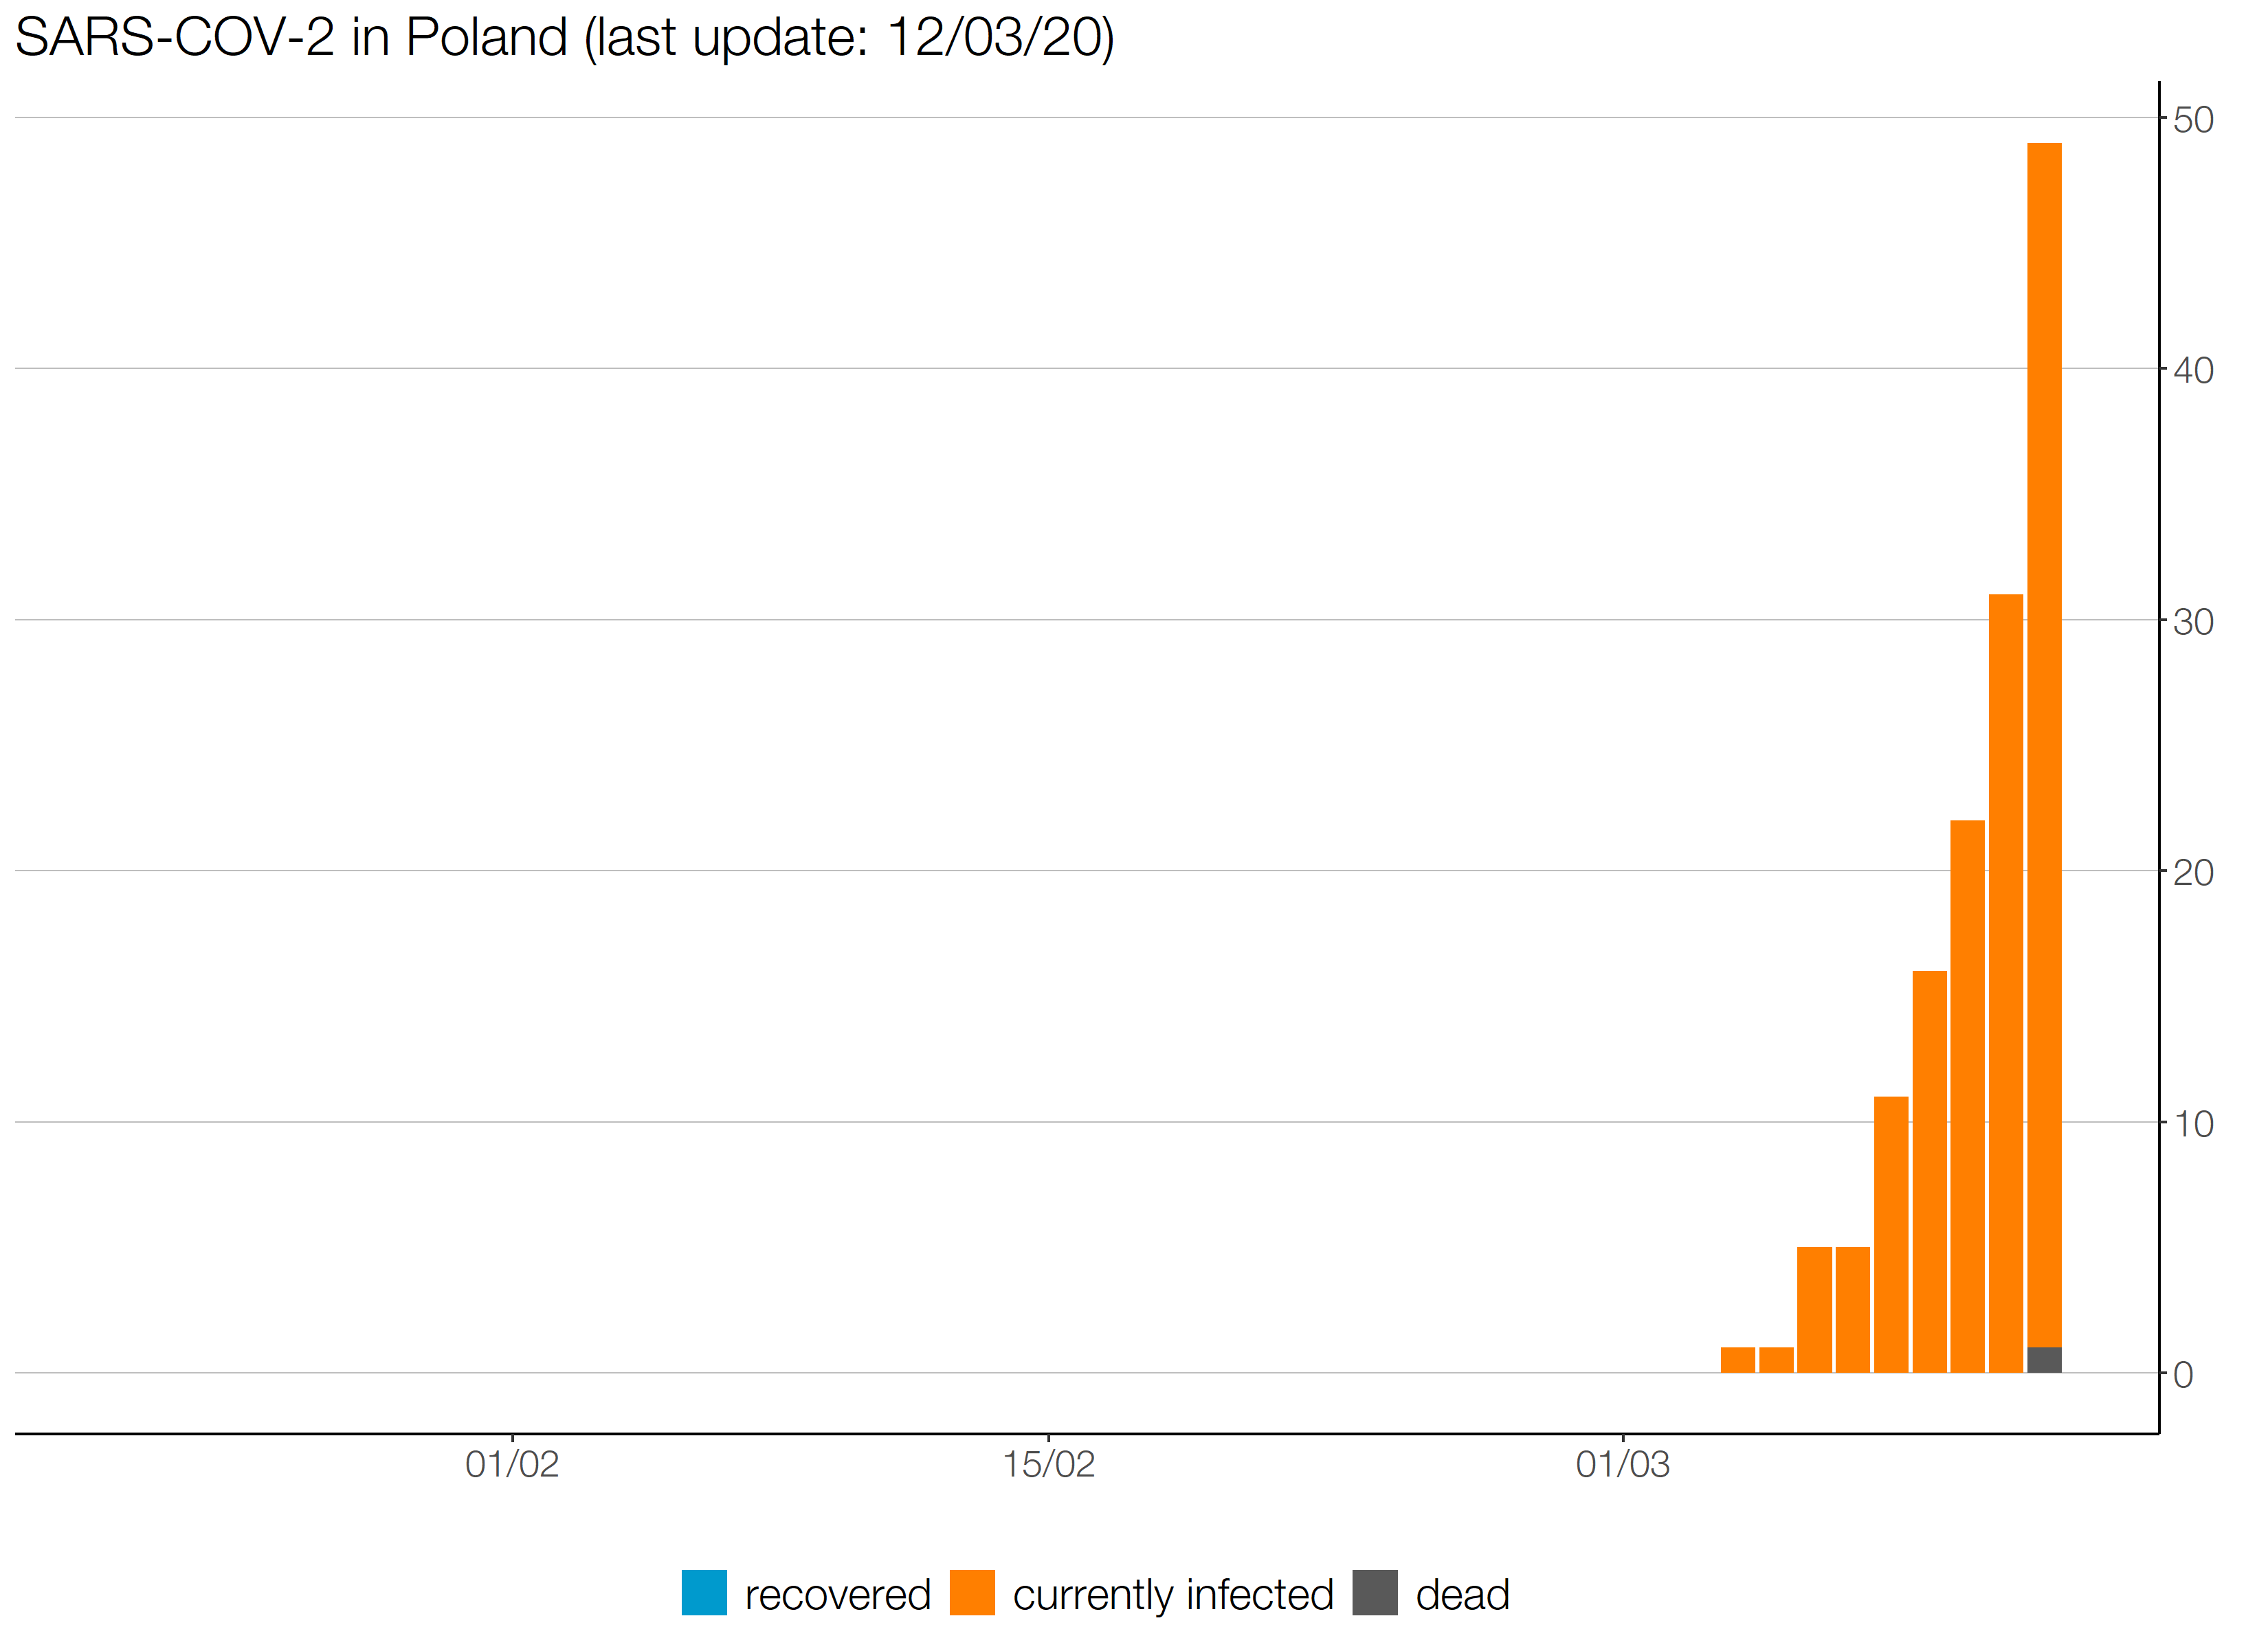 SARS-COV-2 in Poland (last update: 12/03/20)
50
40
30
20
10
0
01/02 15/02 01/03
recovered currently infected dead